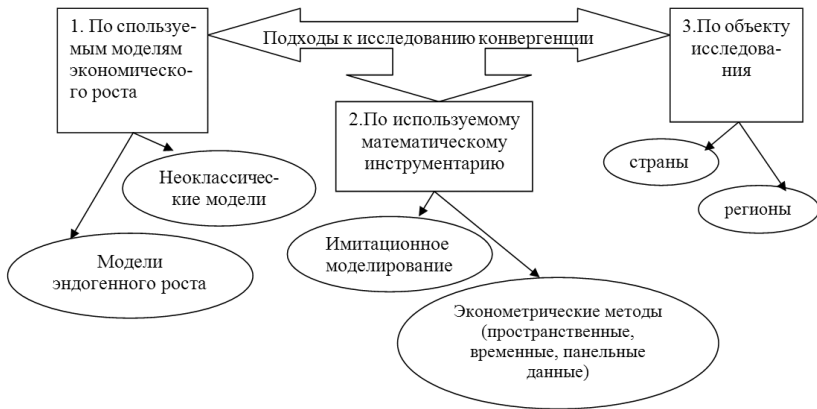 Подходы к исследованию конвергенции
1. По спользуе-
мым моделям
экономическо-
го роста
Неоклассичес-
кие модели
Модели
эндогенного роста
2.По используемому
математическому
инструментарию
Имитационное
моделирование
Эконометрические методы
(пространственные,
временные, панельные
данные)
3.По объекту
исследова-
ния
страны
регионы